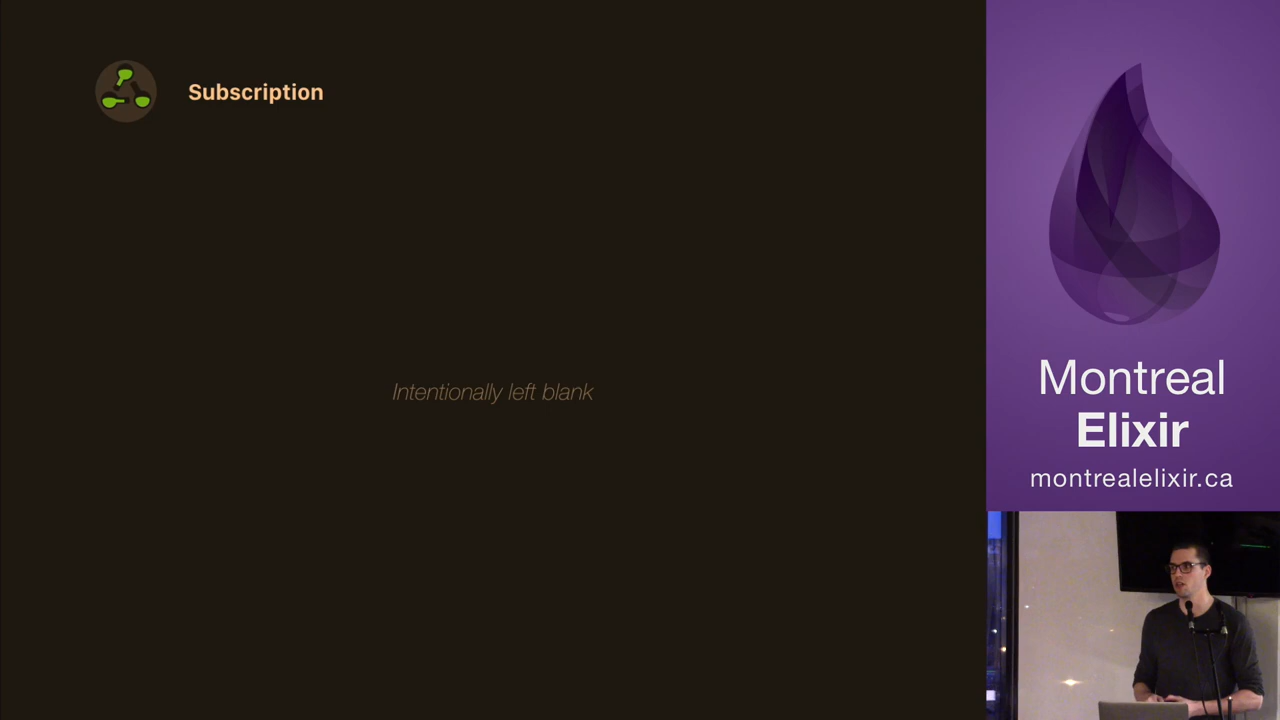 Subscription
Intentionally left blank
Montreal
Elixir
montrealelixir.ca